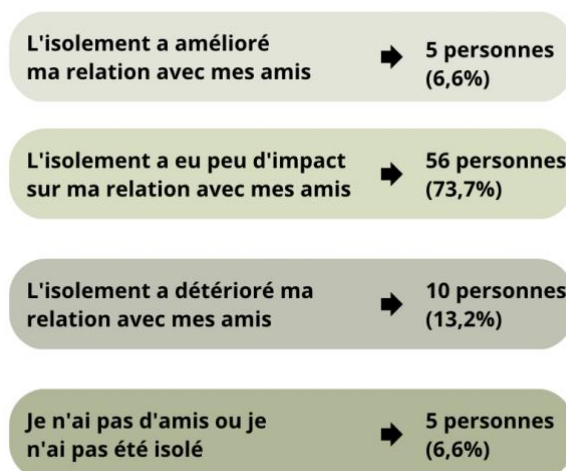 L'isolement a amélioré
ma relation avec mes amis
5 personnes
(6,6%)
L'isolement a eu peu d'impact
sur ma relation avec mes amis
56 personnes
(73,7%)
L'isolement a détérioré ma
relation avec mes amis
10 personnes
(13,2%)
Je n'ai pas d'amis ou je
n'ai pas été isolé
5 personnes
(6,6%)